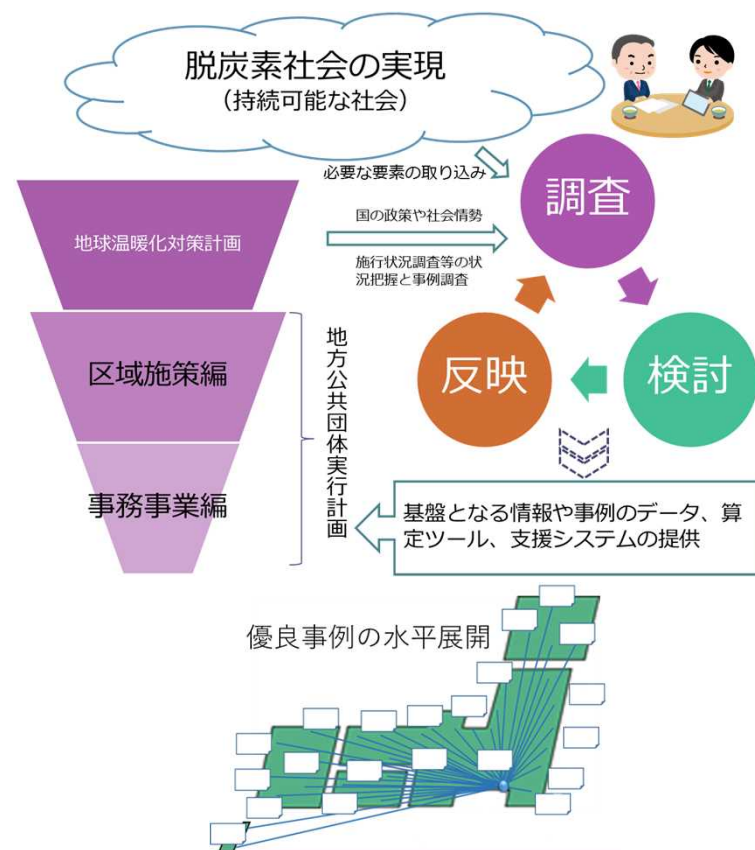 脱炭素社会の実現
（持続可能な社会）
必要な要素の取り込み
調査
地球温暖化対策計画
国の政策や社会情勢
施行状況調査等の状
況把握と事例調査
区域施策編
事務事業編
地方公共団体実行計画
反映
検討
基盤となる情報や事例のデータ、算
定ツール、支援システムの提供
優良事例の水平展開